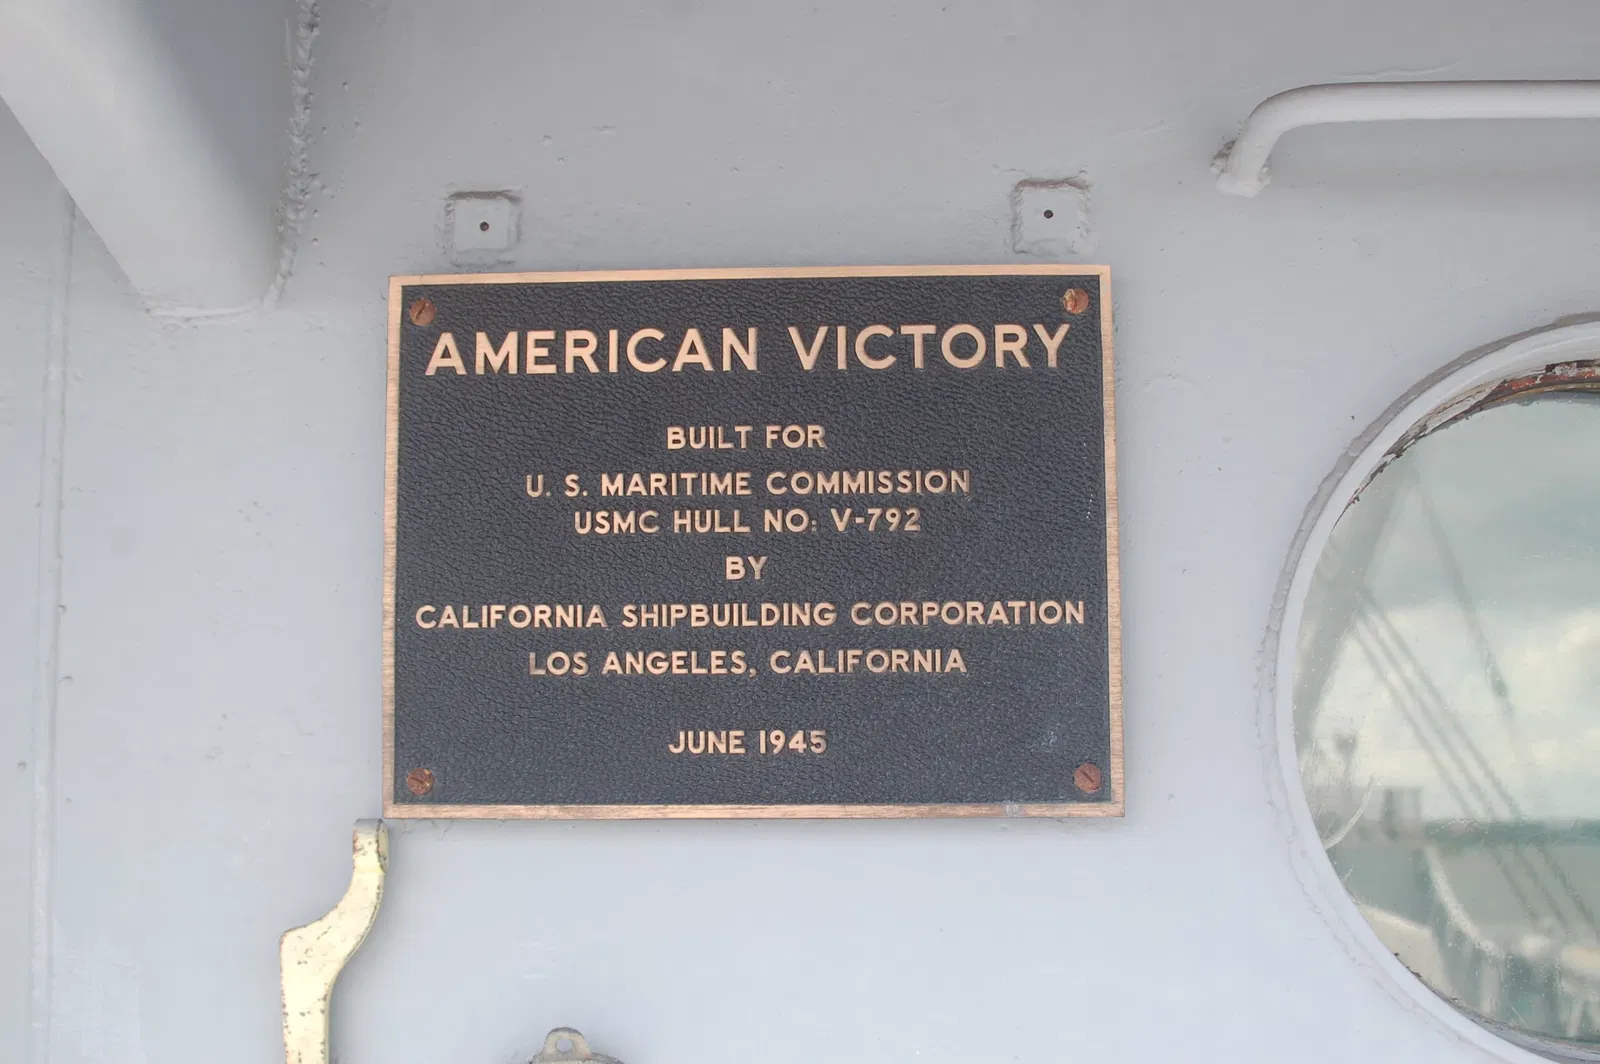 AMERICAN VICTORY
BUILT FOR
U. S. MARITIME COMMISSION
USMC HULL NO: V-792
BY
CALIFORNIA SHIPBUILDING CORPORATION
LOS ANGELES, CALIFORNIA
JUNE 1945